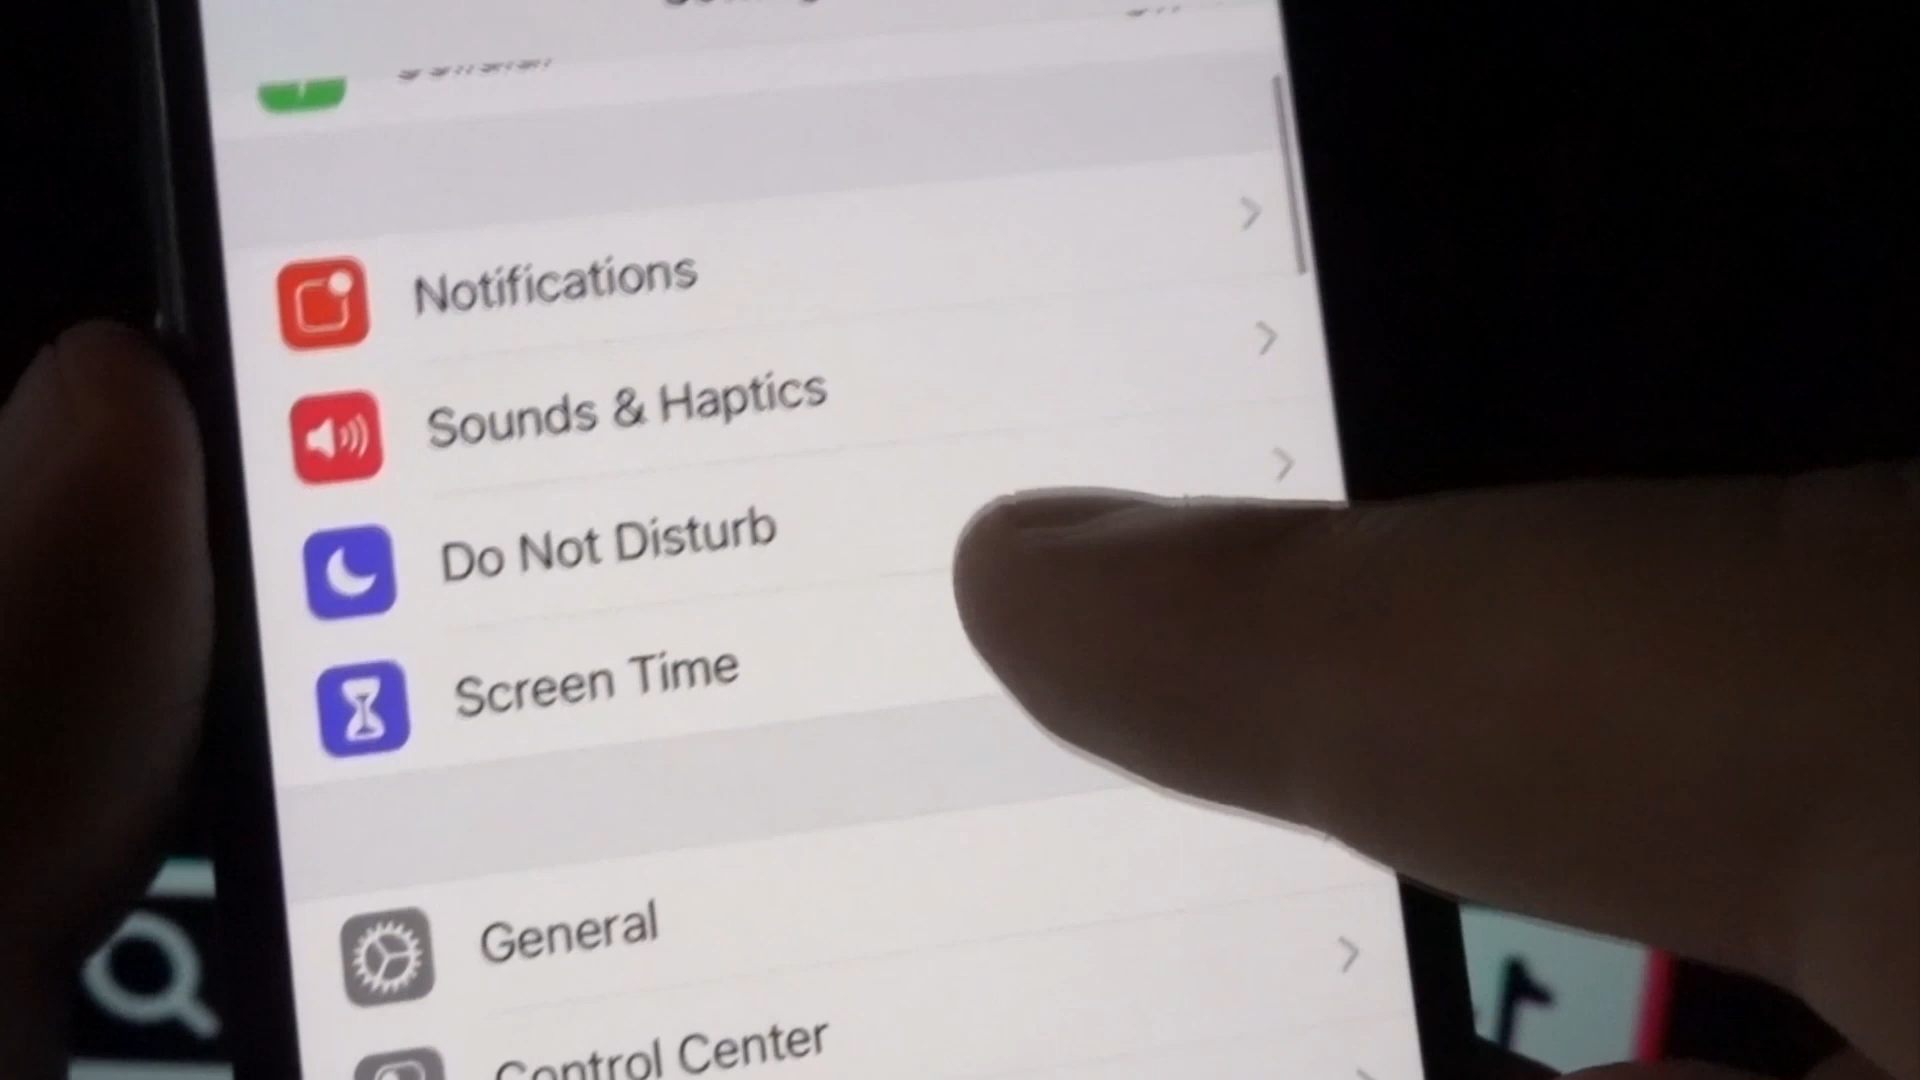 Notifications
Sounds & Haptics
Do Not Disturb
Screen Time
General
Control Center